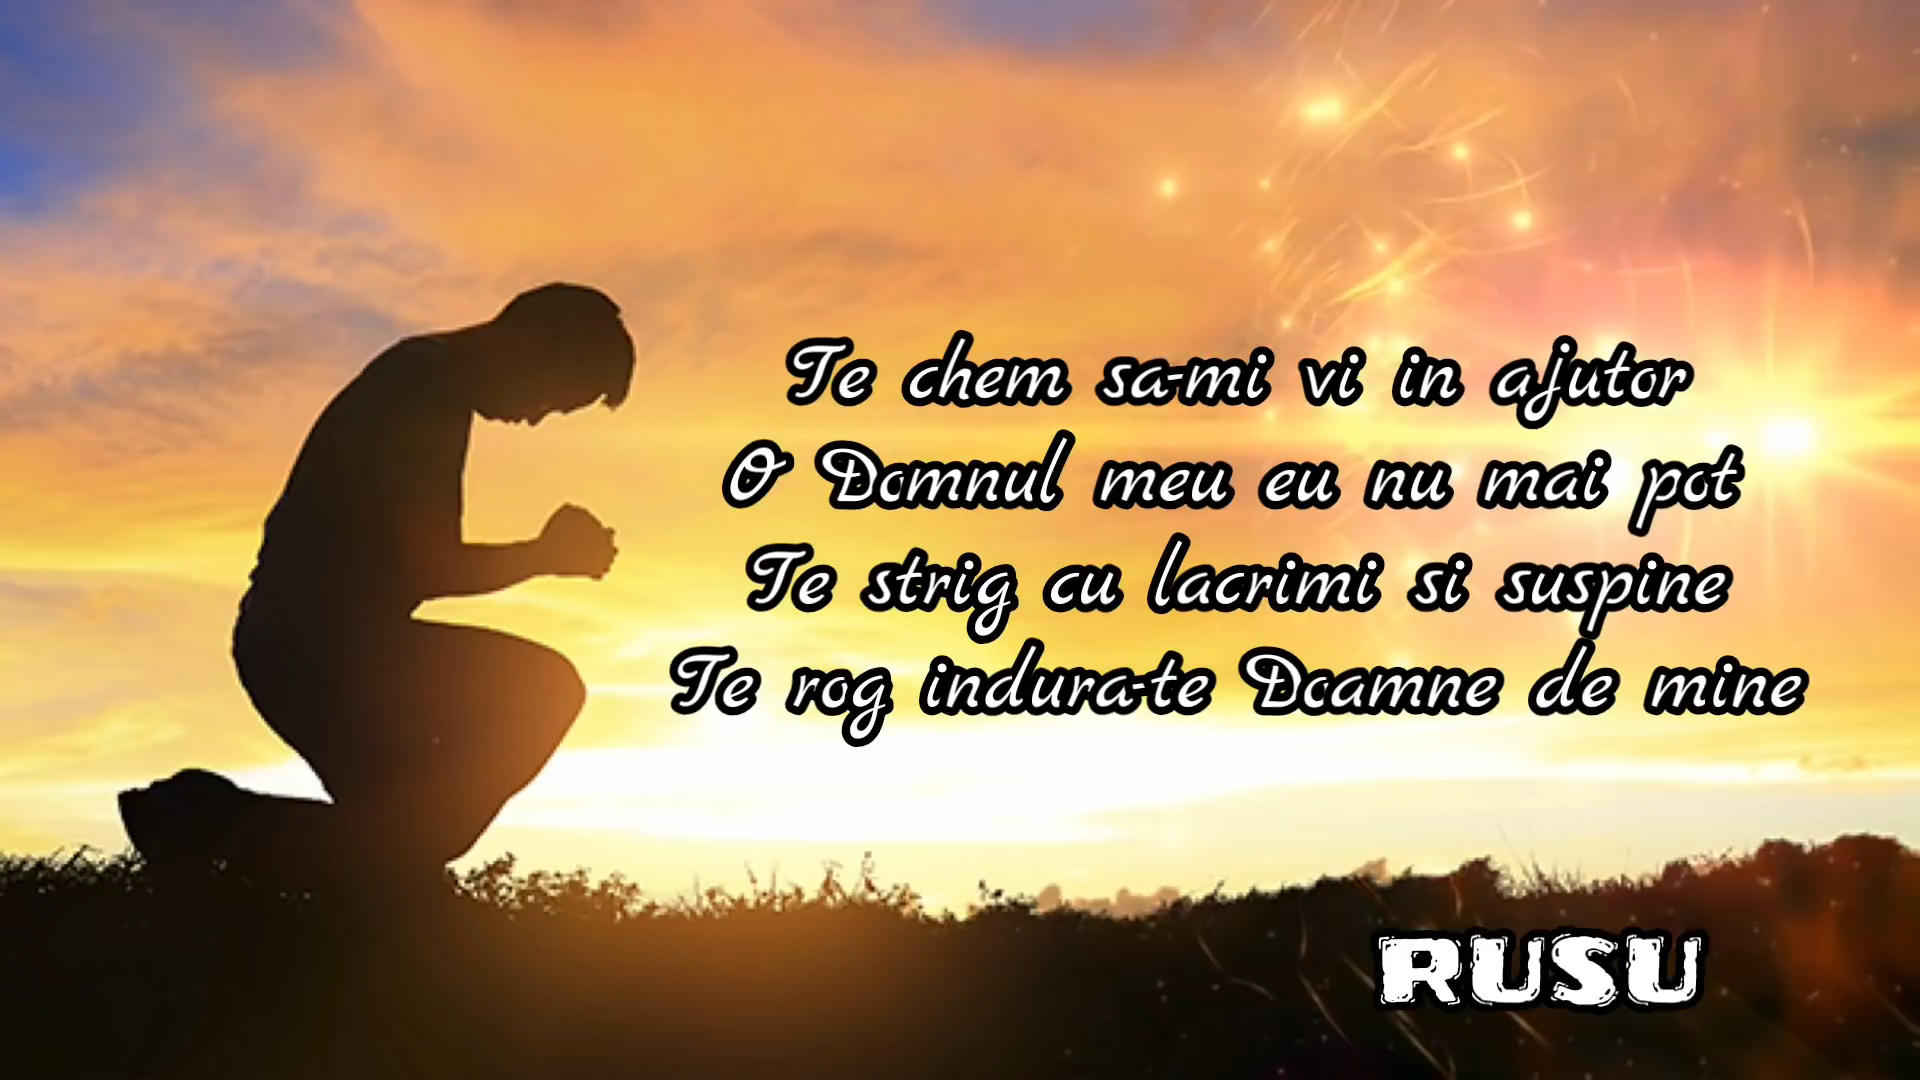 Te chem sa-mi vi in ajutor
O Domnul meu eu nu mai pot
Te strig cu lacrimi si suspine
Te rog indura-te Doamne de mine
RUSU